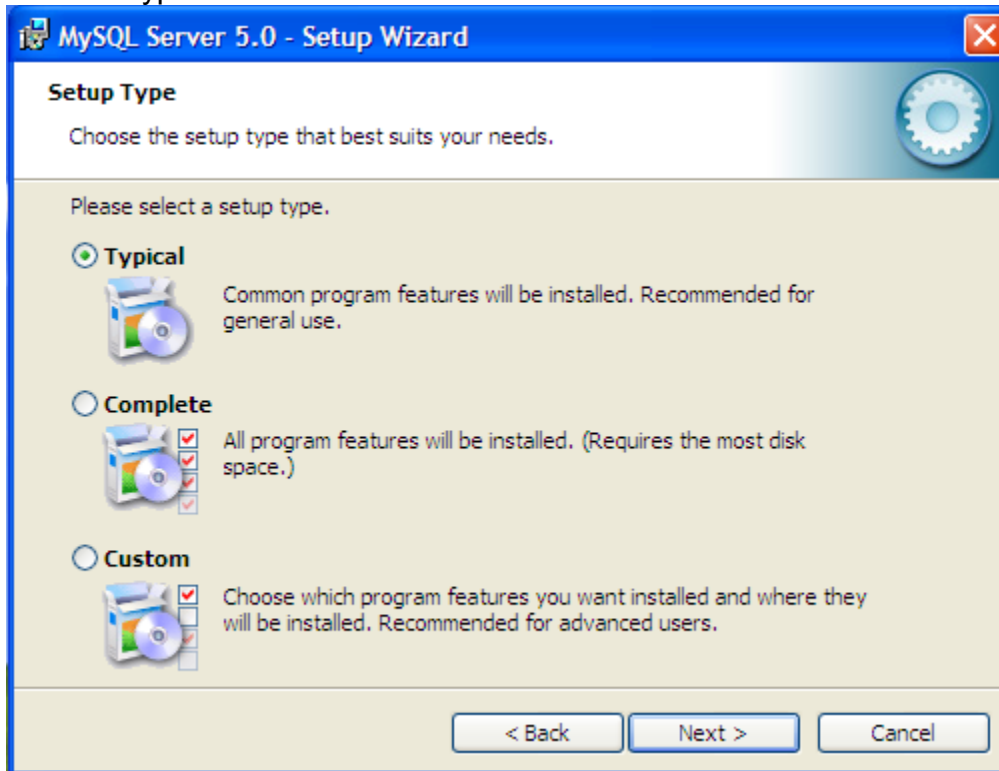 MySQL Server 5.0 - Setup Wizard
Setup Type
Choose the setup type that best suits your needs.
Please select a setup type.
Typical
Common program features will be installed. Recommended for
general use.
Complete
All program features will be installed. (Requires the most disk
space.)
Custom
Choose which program features you want installed and where they
will be installed. Recommended for advanced users.
< Back Next > Cancel